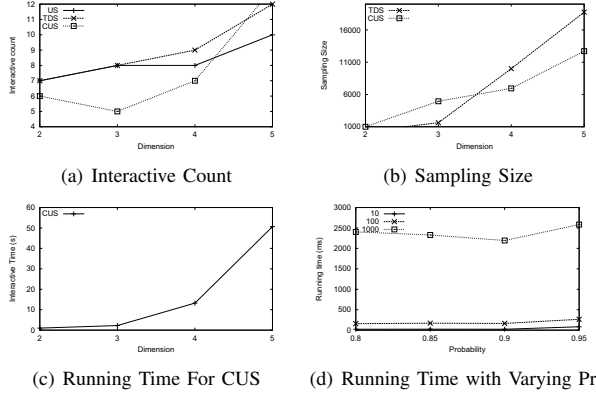 US
TDS
CUS
Interactive count
12
11
10
9
8
7
6
5
4
2
3
4
5
Dimension
(a) Interactive Count
TDS
CUS
Sampling Size
16000
11000
6000
1000
2
3
4
5
Dimension
(b) Sampling Size
CUS
Interactive Time (s)
60
50
40
30
20
10
0
2
3
4
5
Dimension
(c) Running Time For CUS
10
100
1000
Running time (ms)
3000
2500
2000
1500
1000
500
0
0.8
0.85
0.9
0.95
Probability
(d) Running Time with Varying Pr